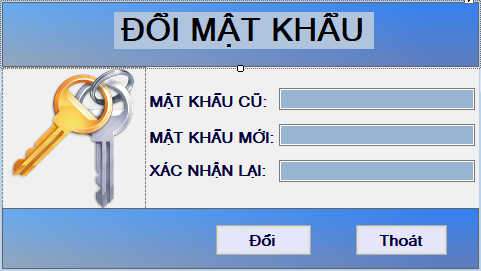 ĐỔI MẬT KHẨU
MẬT KHẨU CŨ:
MẬT KHẨU MỚI:
XÁC NHẬN LẠI:
Đổi Thoát